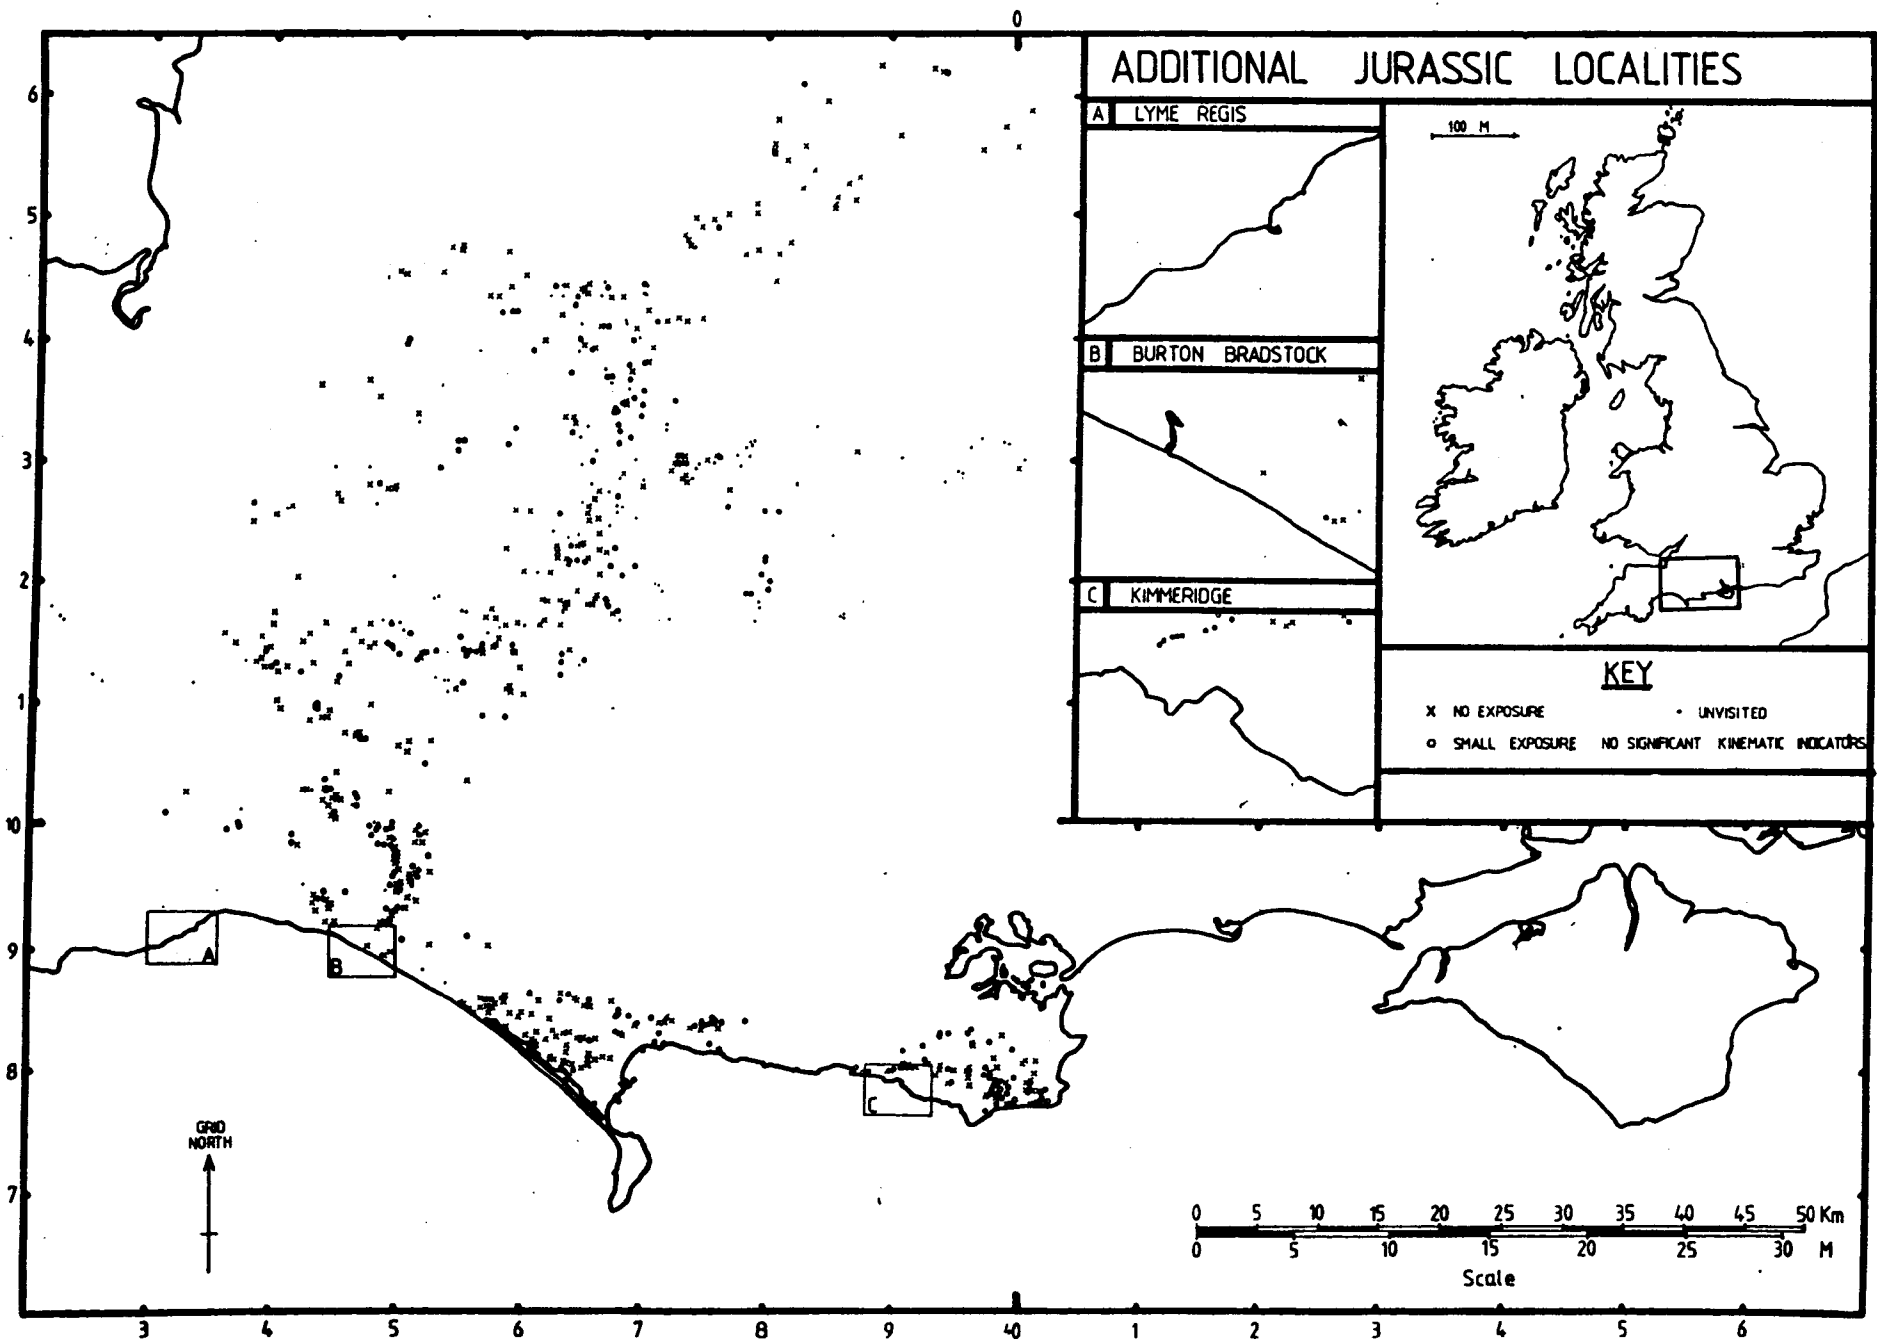 0
ADDITIONAL JURASSIC LOCALITIES
A LYME REGIS
100 M
B BURTON BRADSTOCK
C KIMMERIDGE
KEY
X NO EXPOSURE
· UNVISITED
o SMALL EXPOSURE NO SIGNIFICANT KINEMATIC INDICATORS
6
5
4
3
2
1
10
9
8
7
A
B
C
GRID
NORTH
0 5 10 15 20 25 30 35 40 45 50 Km
0 5 10 15 20 25 30 M
Scale
3 4 5 6 7 8 9 40 1 2 3 4 5 6